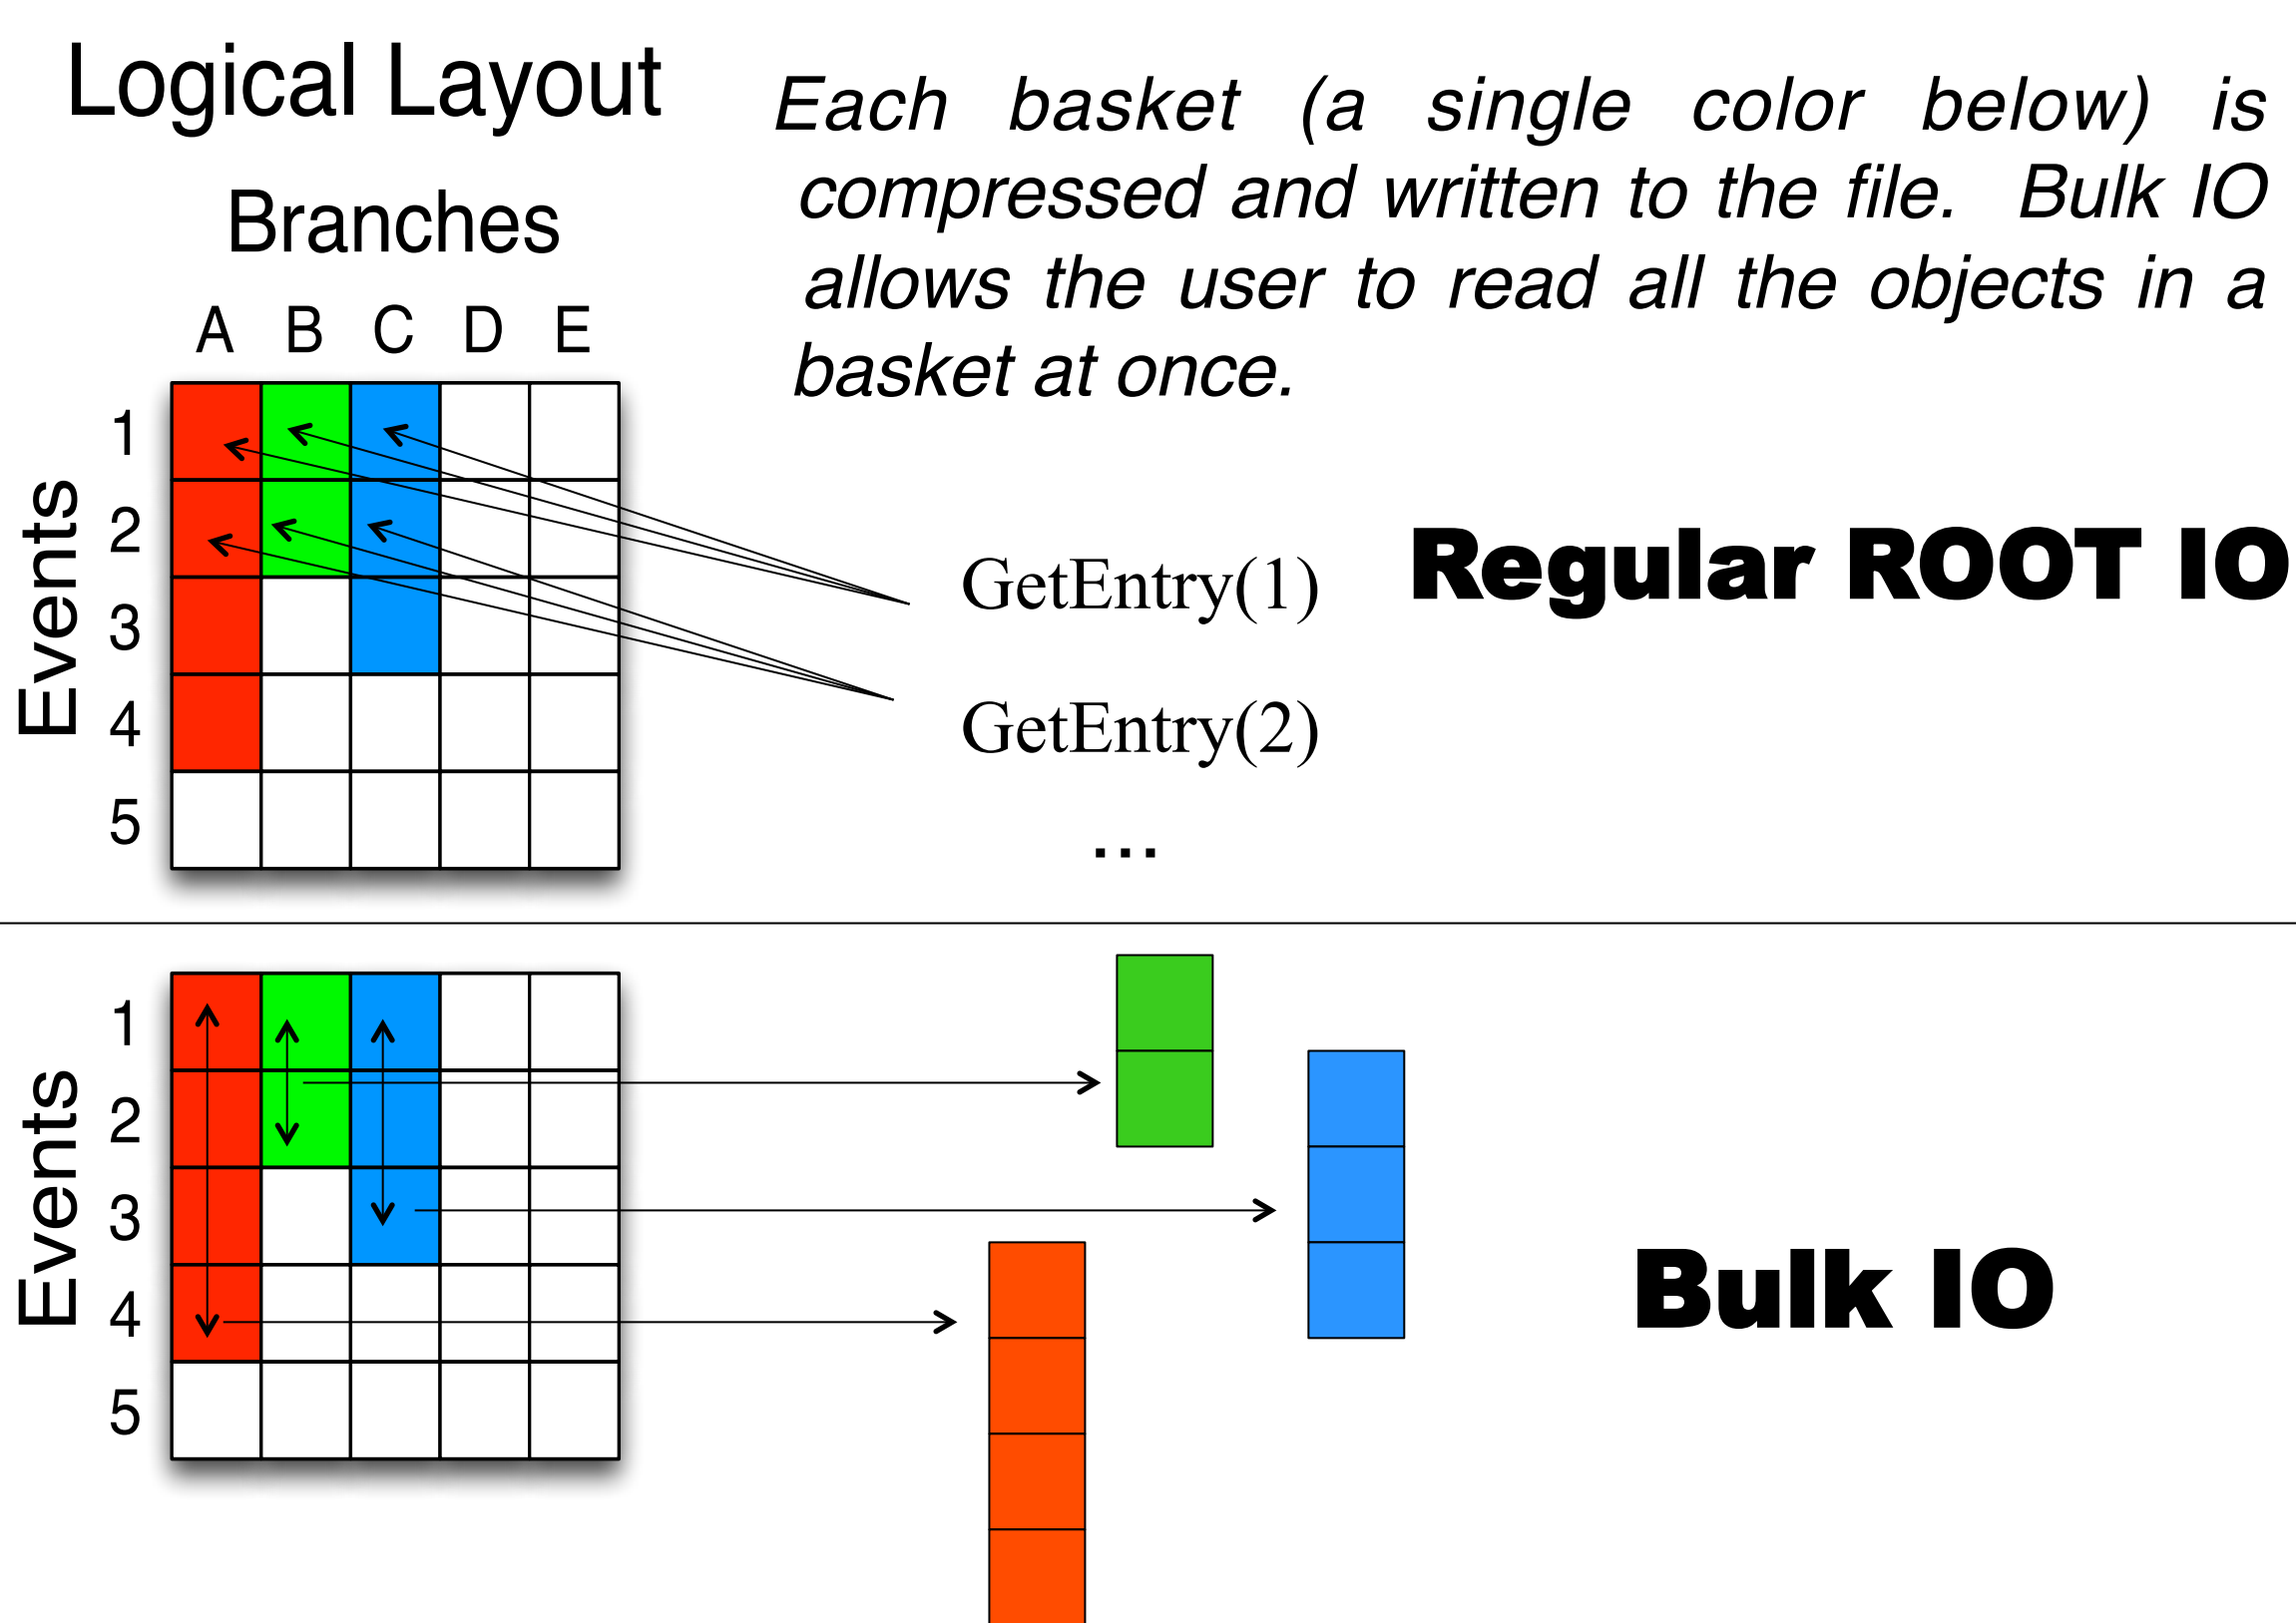 Logical Layout
Each basket (a single color below) is
compressed and written to the file. Bulk IO
allows the user to read all the objects in a
basket at once.
Branches
A B C D E
Events
1
2
3
4
5
GetEntry(1)
GetEntry(2)
...
Regular ROOT IO
Events
1
2
3
4
5
Bulk IO